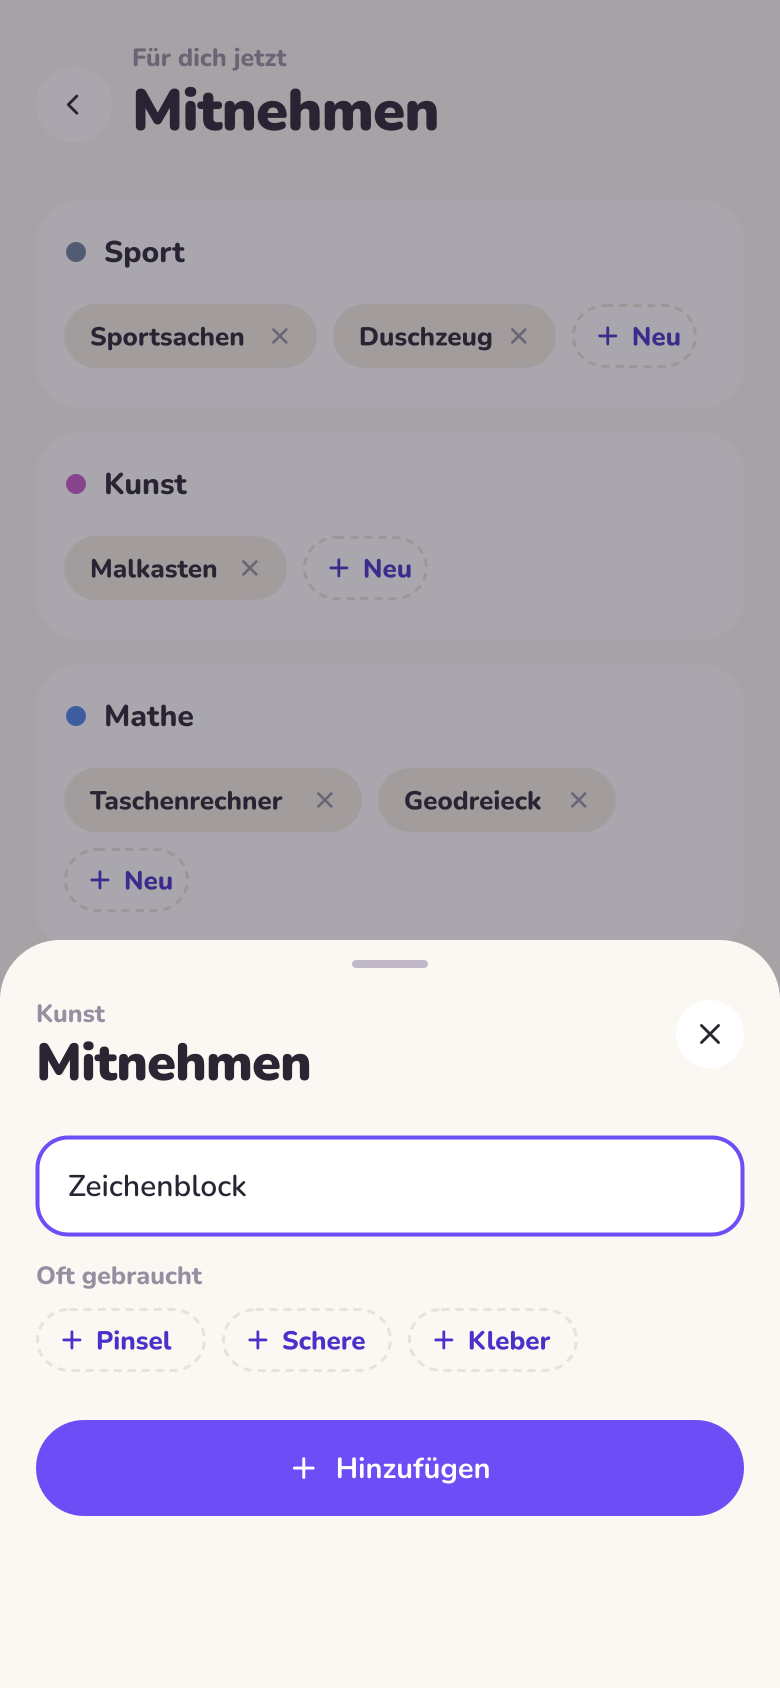 Für dich jetzt
Mitnehmen
Sport
Sportsachen
Duschzeug
Neu
Kunst
Malkasten
Neu
Mathe
Taschenrechner
Geodreieck
Neu
Kunst
Mitnehmen
Zeichenblock
Oft gebraucht
Pinsel
Schere
Kleber
Hinzufügen